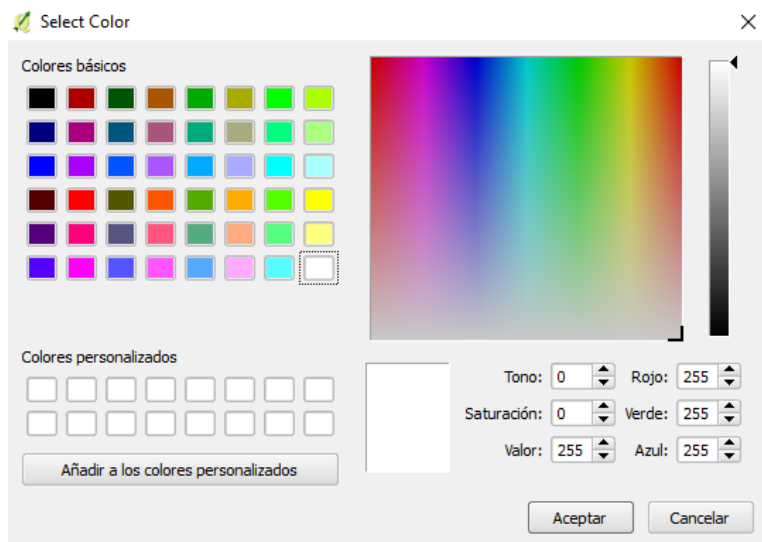 Select Color
Colores básicos
Colores personalizados
Tono: 0 Rojo: 255
Saturación: 0 Verde: 255
Valor: 255 Azul: 255
Añadir a los colores personalizados
Aceptar Cancelar